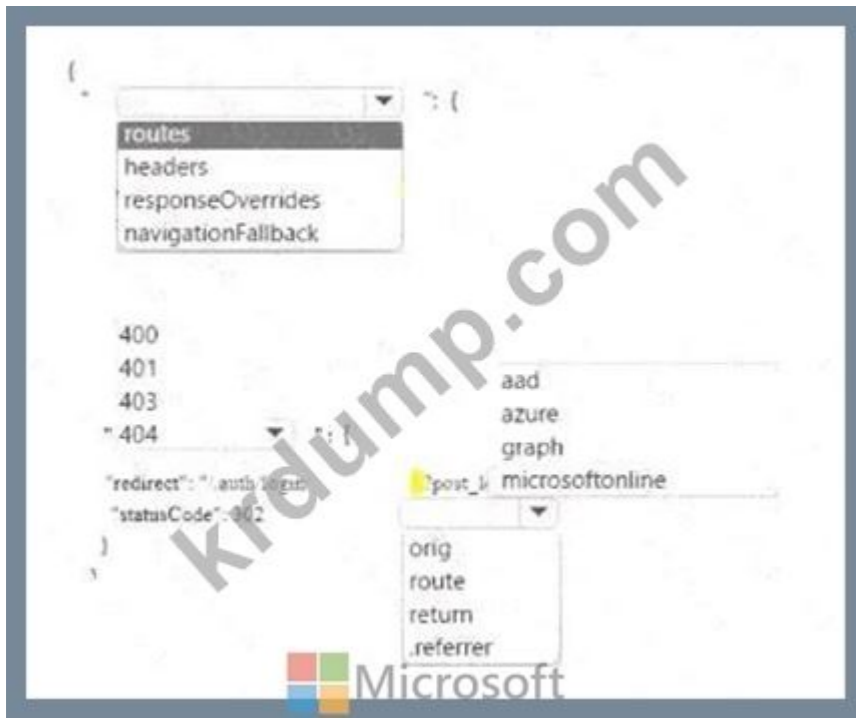 {
"
": {
routes
headers
responseOverrides
navigationFallback
400
401
403
404
" ": {
aad
azure
graph
microsoftonline
"redirect": "/.auth/login
"statusCode": 302
orig
route
return
.referrer
}
krdump.com
Microsoft